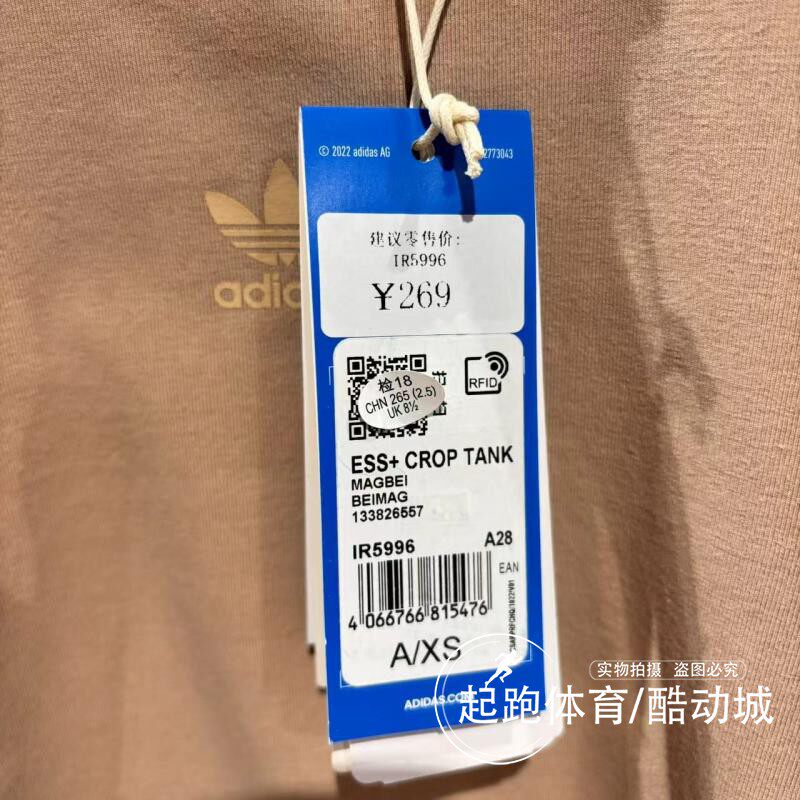 © 2022 adidas AG
2773043
adid
建议零售价:
IR5996
¥269
检18
CHN 265 (2.5)
UK 8½
RFID
ESS+ CROP TANK
MAGBEI
BEIMAG
133826557
IR5996 A28
EAN
4 066766 815476
A/XS
ADIDAS.COM
实物拍摄 盗图必究
起跑体育/酷动城